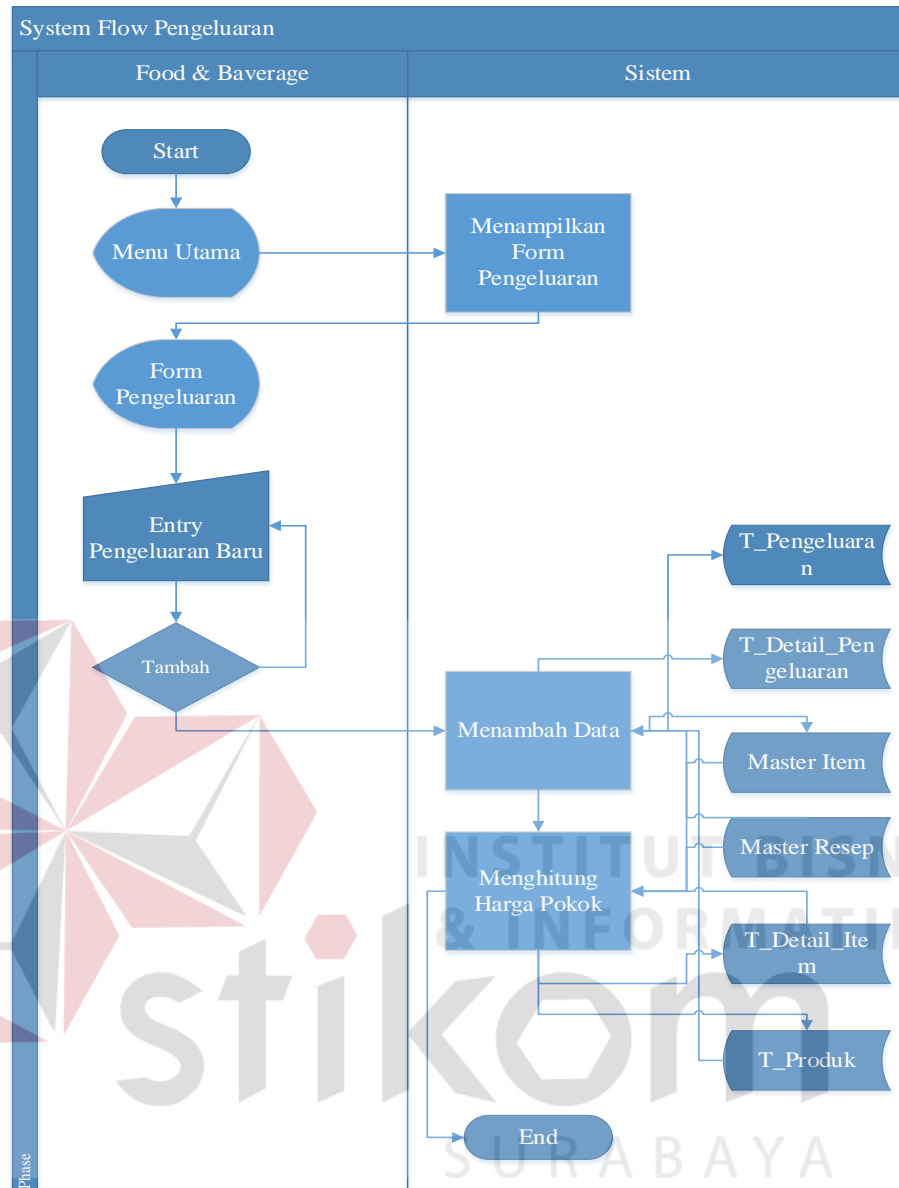 System Flow Pengeluaran
Food & Baverage
Sistem
Start
Menu Utama
Menampilkan
Form
Pengeluaran
Form
Pengeluaran
Entry
Pengeluaran Baru
T_Pengeluara
n
Tambah
T_Detail_Pen
geluaran
Menambah Data
Master Item
Master Resep
INSTITUT BISN
Menghitung
Harga Pokok
& INFORMATI
T_Detail_Ite
m
stikom
T_Produk
End
SURABAYA
Phase